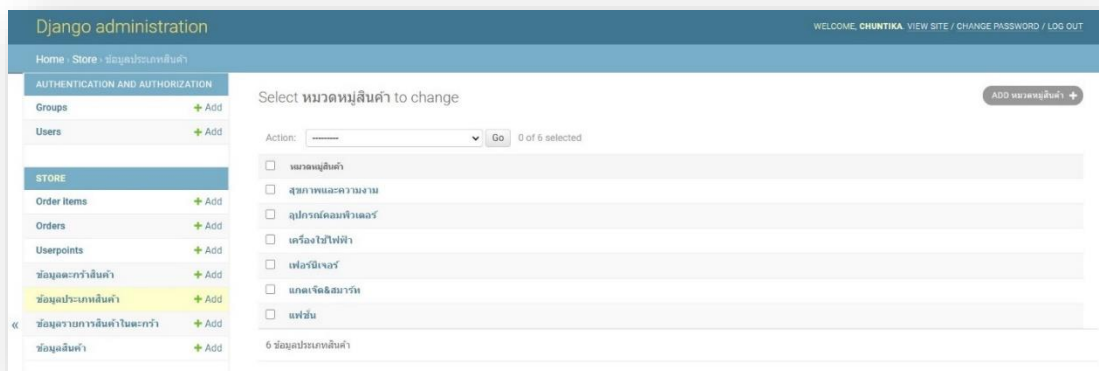 Django administration
WELCOME, CHUNTIKA. VIEW SITE / CHANGE PASSWORD / LOG OUT
Home › Store › ข้อมูลประเภทสินค้า
AUTHENTICATION AND AUTHORIZATION
Groups + Add
Users + Add
STORE
Order items + Add
Orders + Add
Userpoints + Add
ข้อมูลตะกร้าสินค้า + Add
ข้อมูลประเภทสินค้า + Add
« ข้อมูลรายการสินค้าในตะกร้า + Add
ข้อมูลสินค้า + Add
Select หมวดหมู่สินค้า to change
ADD หมวดหมู่สินค้า +
Action: --------- Go 0 of 6 selected
หมวดหมู่สินค้า
สุขภาพและความงาม
อุปกรณ์คอมพิวเตอร์
เครื่องใช้ไฟฟ้า
เฟอร์นิเจอร์
แกดเจ็ต&สมาร์ท
แฟชั่น
6 ข้อมูลประเภทสินค้า